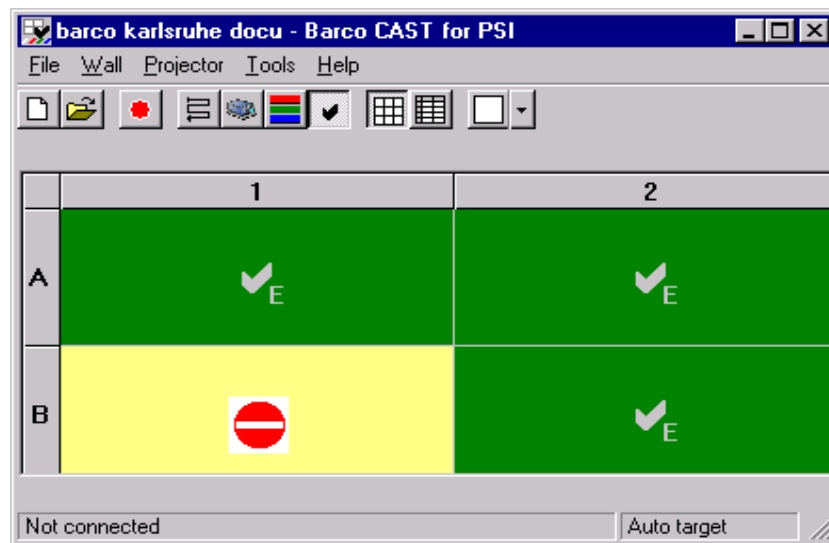 barco karlsruhe docu - Barco CAST for PSI
File Wall Projector Tools Help
1 2
A E E
B E
Not connected Auto target